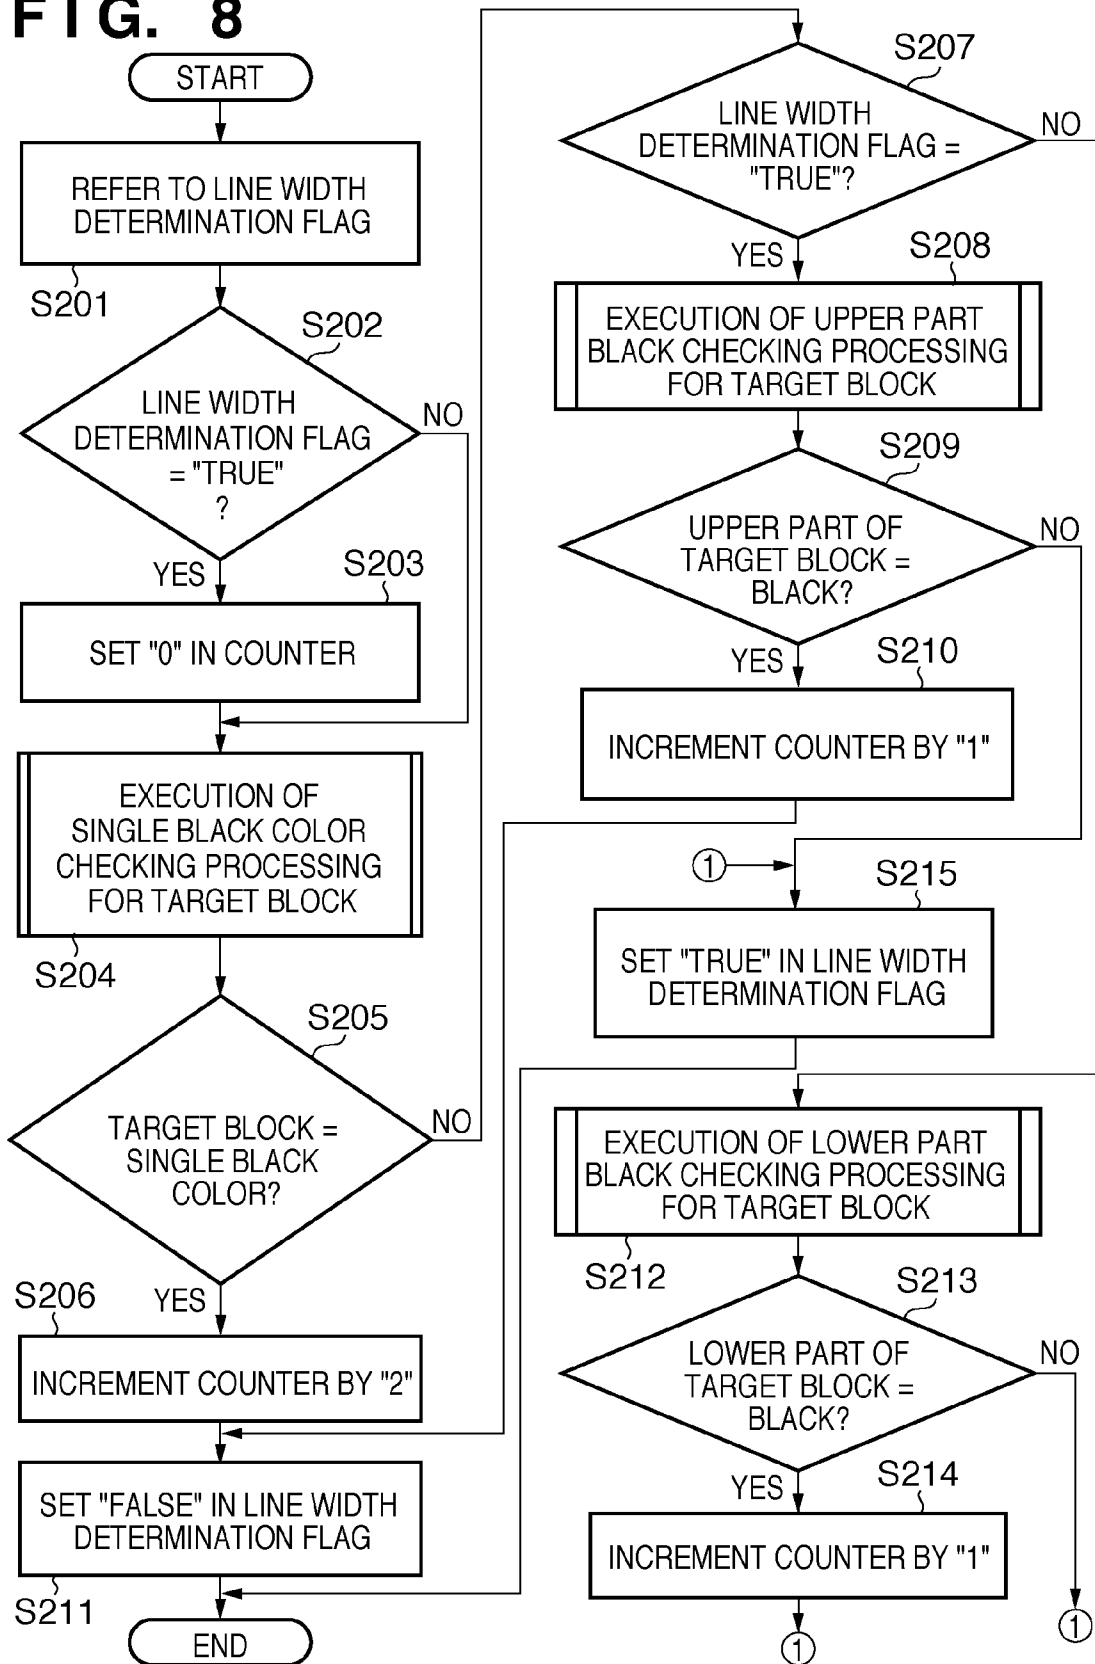 FIG. 8
START
REFER TO LINE WIDTH
DETERMINATION FLAG
S201
S202
LINE WIDTH
DETERMINATION FLAG
= "TRUE"
?
NO
YES
S203
SET "0" IN COUNTER
EXECUTION OF
SINGLE BLACK COLOR
CHECKING PROCESSING
FOR TARGET BLOCK
S204
S205
TARGET BLOCK =
SINGLE BLACK
COLOR?
NO
YES
S206
INCREMENT COUNTER BY "2"
SET "FALSE" IN LINE WIDTH
DETERMINATION FLAG
S211
END
S207
LINE WIDTH
DETERMINATION FLAG =
"TRUE"?
NO
YES
S208
EXECUTION OF UPPER PART
BLACK CHECKING PROCESSING
FOR TARGET BLOCK
S209
UPPER PART OF
TARGET BLOCK =
BLACK?
NO
YES
S210
INCREMENT COUNTER BY "1"
1
S215
SET "TRUE" IN LINE WIDTH
DETERMINATION FLAG
EXECUTION OF LOWER PART
BLACK CHECKING PROCESSING
FOR TARGET BLOCK
S212
S213
LOWER PART OF
TARGET BLOCK =
BLACK?
NO
YES
S214
INCREMENT COUNTER BY "1"
1
1